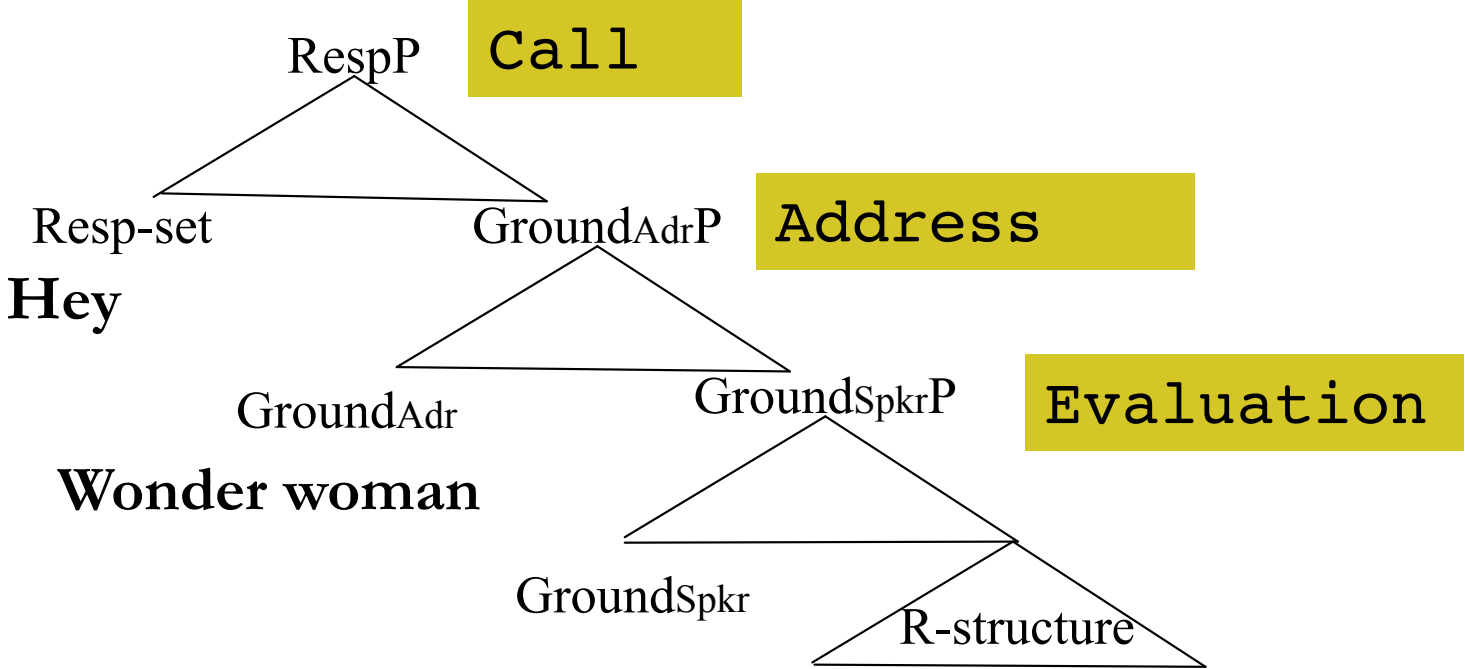 RespP Call
Resp-set GroundAdrP Address
Hey
GroundAdr GroundSpkrP Evaluation
Wonder woman
GroundSpkr R-structure